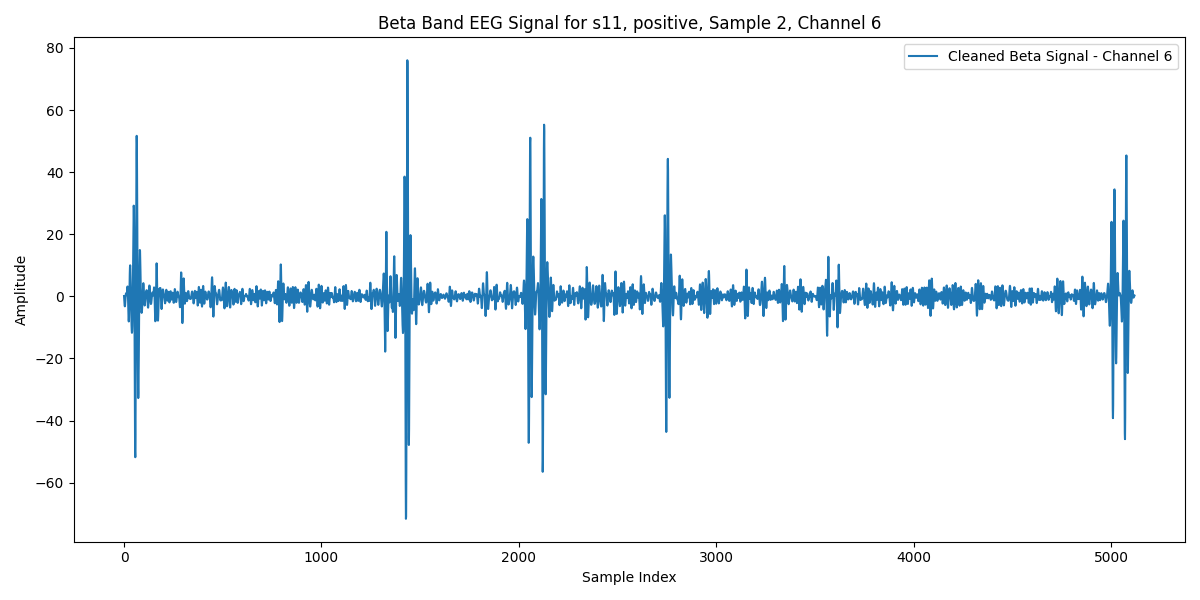 Beta Band EEG Signal for s11, positive, Sample 2, Channel 6
Cleaned Beta Signal - Channel 6
Amplitude
80
60
40
20
0
−20
−40
−60
0 1000 2000 3000 4000 5000
Sample Index